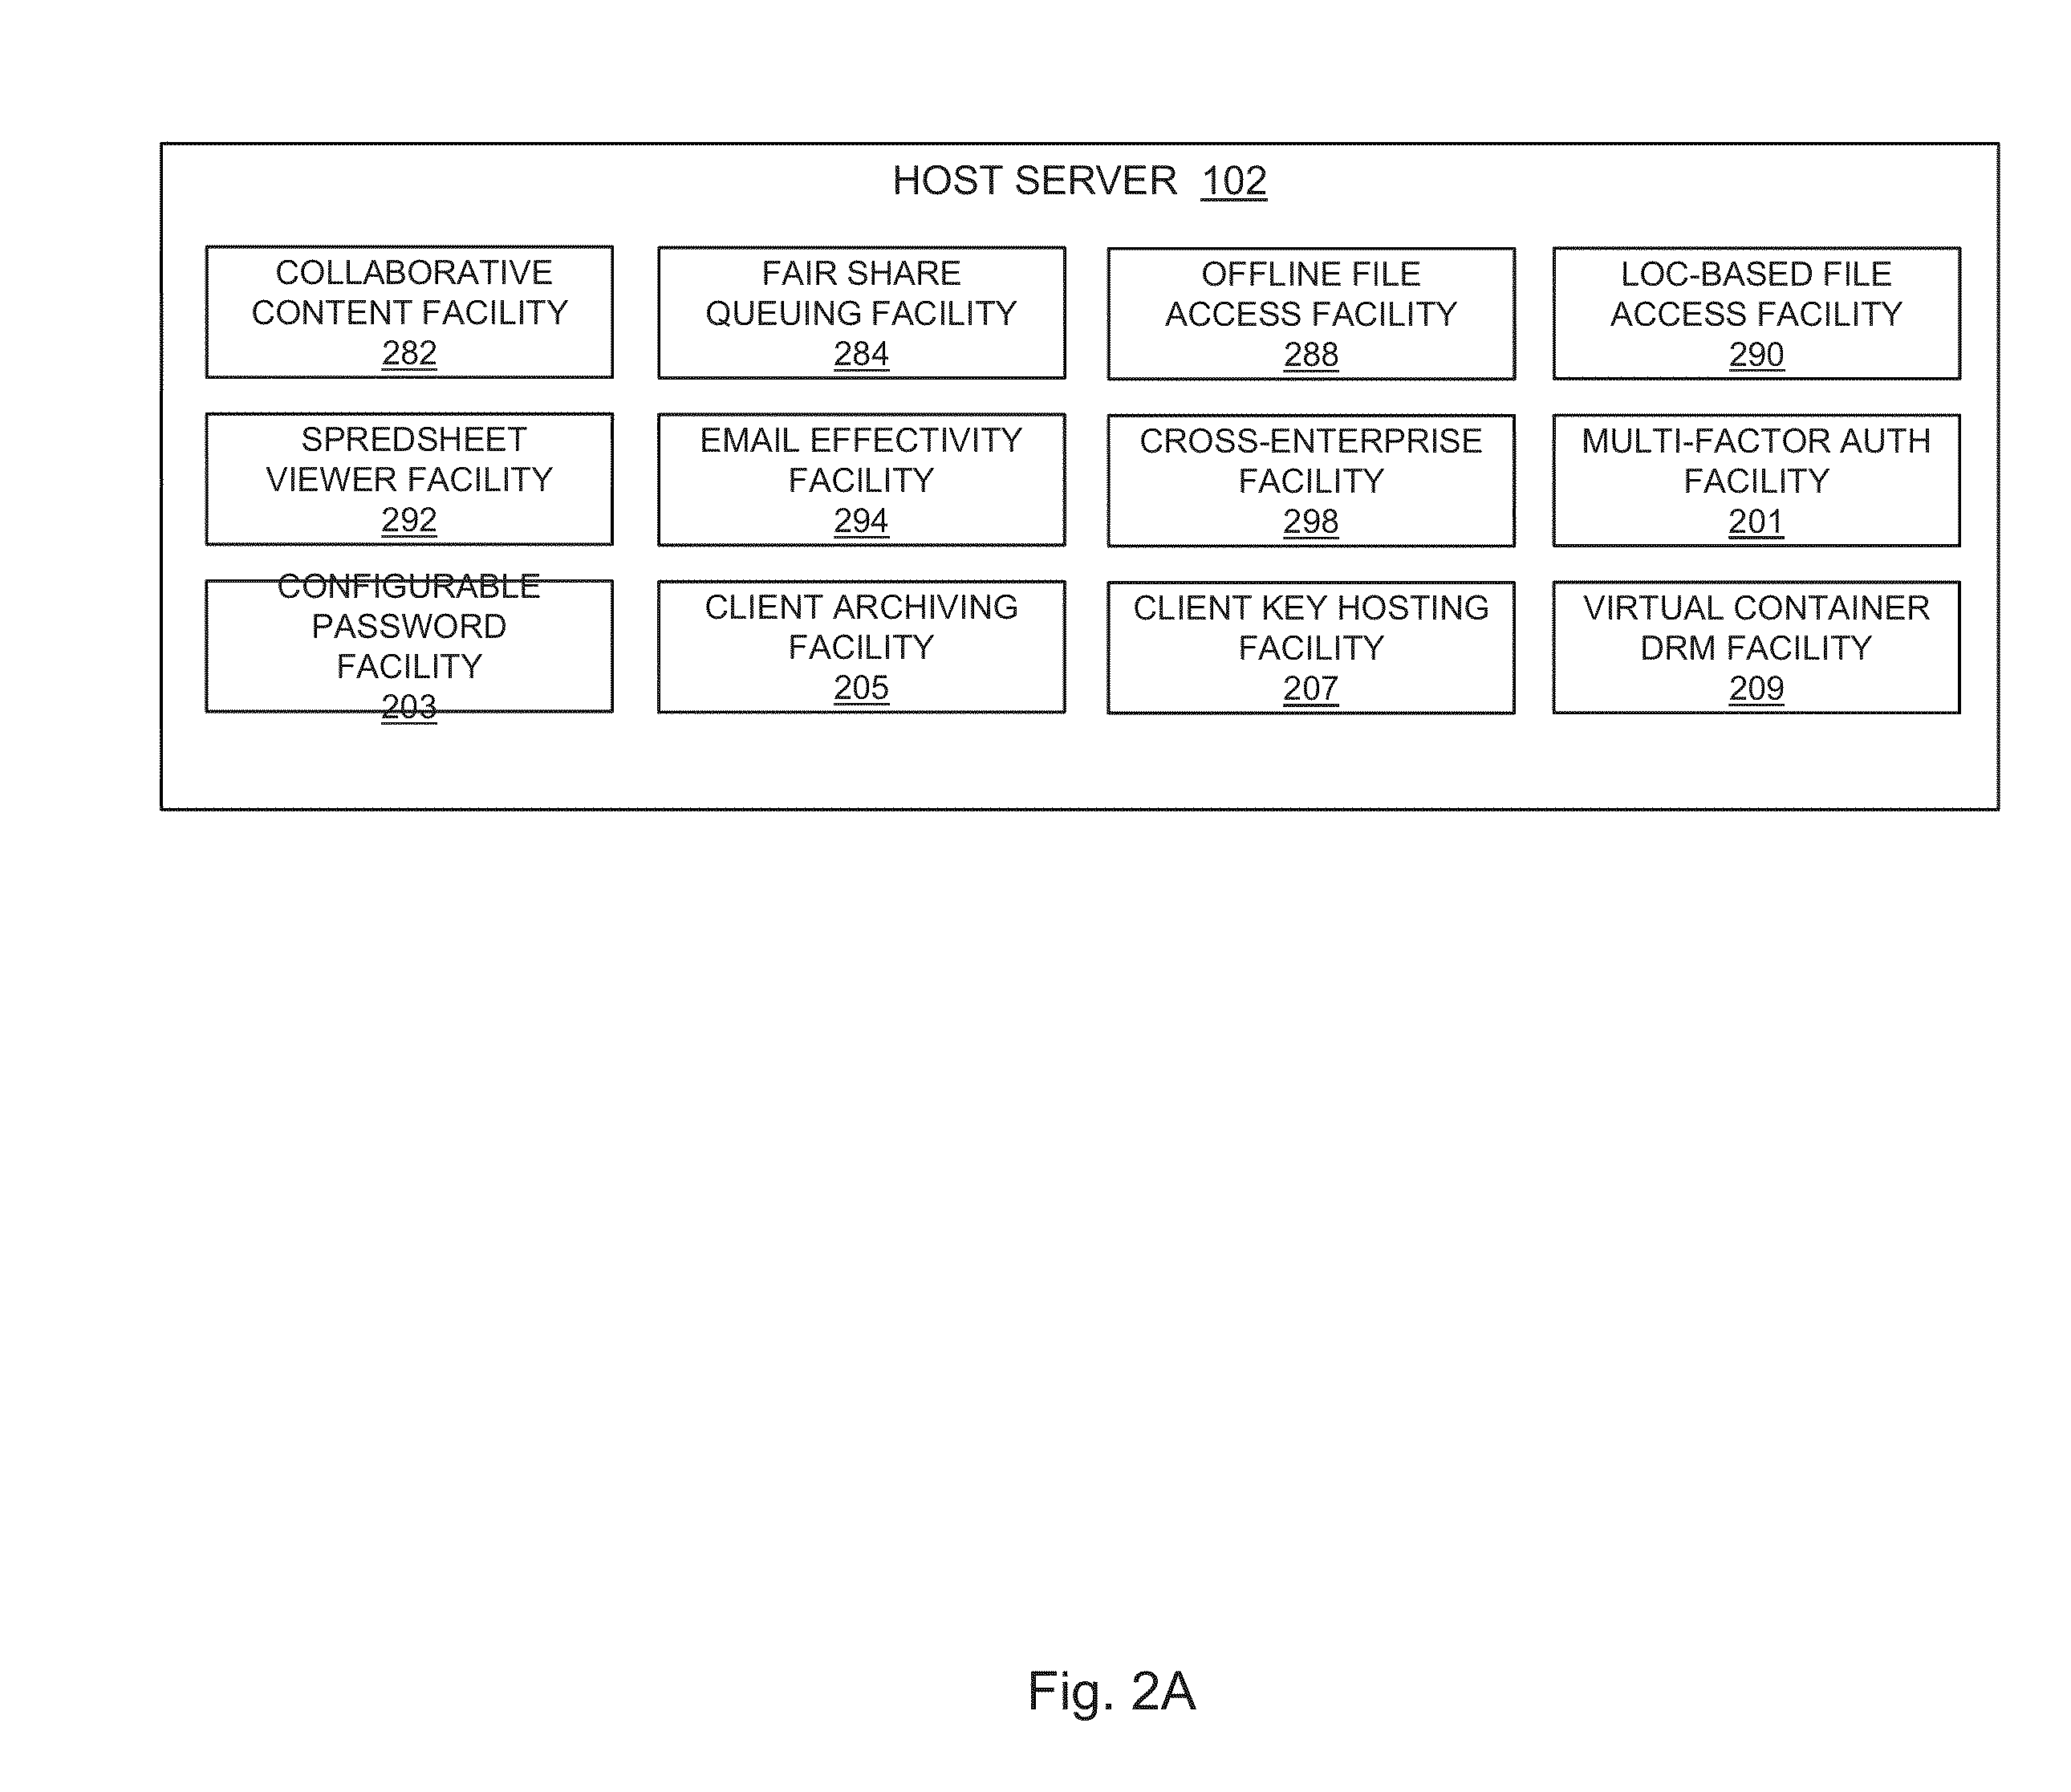 HOST SERVER 102
COLLABORATIVE
CONTENT FACILITY
282
FAIR SHARE
QUEUING FACILITY
284
OFFLINE FILE
ACCESS FACILITY
288
LOC-BASED FILE
ACCESS FACILITY
290
SPREDSHEET
VIEWER FACILITY
292
EMAIL EFFECTIVITY
FACILITY
294
CROSS-ENTERPRISE
FACILITY
298
MULTI-FACTOR AUTH
FACILITY
201
CONFIGURABLE
PASSWORD
FACILITY
203
CLIENT ARCHIVING
FACILITY
205
CLIENT KEY HOSTING
FACILITY
207
VIRTUAL CONTAINER
DRM FACILITY
209
Fig. 2A